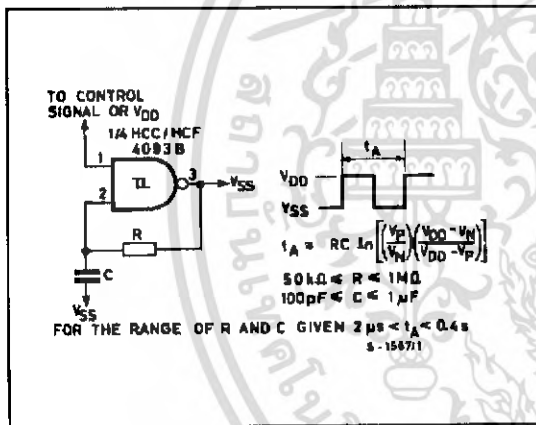 TO CONTROL
SIGNAL OR VDD
1/4 HCC/HCF
4093B
1
2
3
VSS
R
C
VSS
tA
VDD
VSS
tA = RC ln [(VP/VN)(VDD - VN/VDD - VP)]
50kΩ ≤ R ≤ 1MΩ
100pF ≤ C ≤ 1µF
FOR THE RANGE OF R AND C GIVEN 2µs < tA < 0.4s
S-1567/1